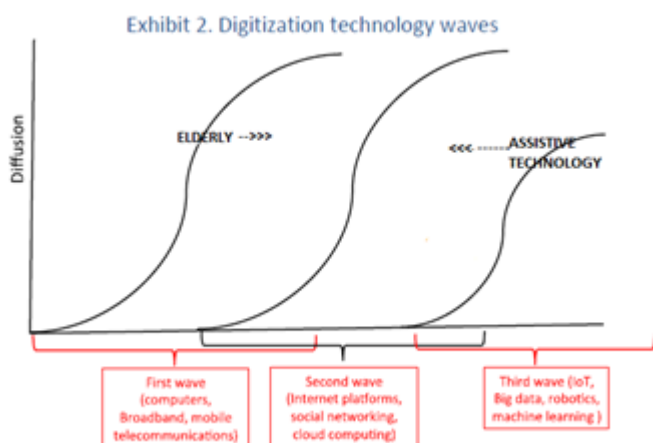 Exhibit 2. Digitization technology waves
Diffusion
ELDERLY -->>>
<<< ------ ASSISTIVE
TECHNOLOGY
First wave
(computers,
Broadband, mobile
telecommunications)
Second wave
(Internet platforms,
social networking,
cloud computing)
Third wave (IoT,
Big data, robotics,
machine learning )